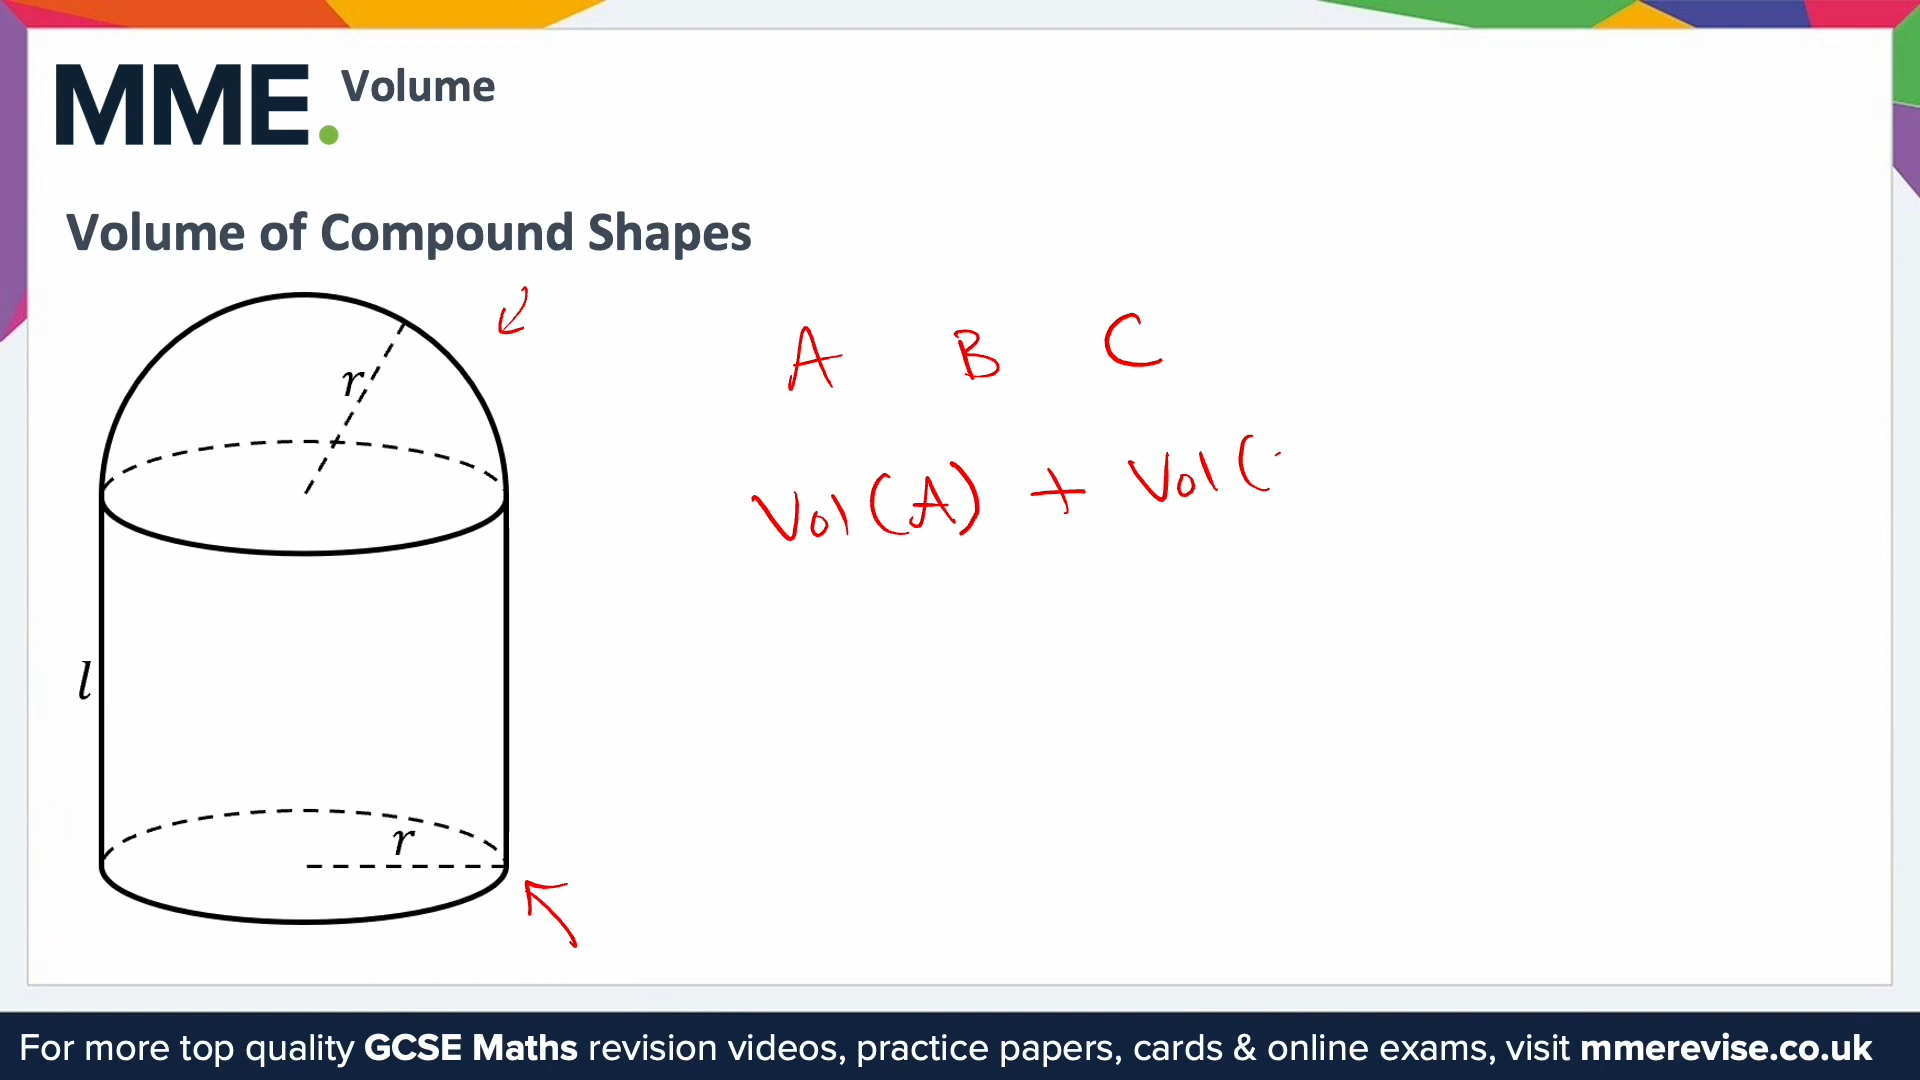 MME. Volume
Volume of Compound Shapes
A B C
r
Vol(A) + Vol(
l
r
For more top quality GCSE Maths revision videos, practice papers, cards & online exams, visit mmerevise.co.uk